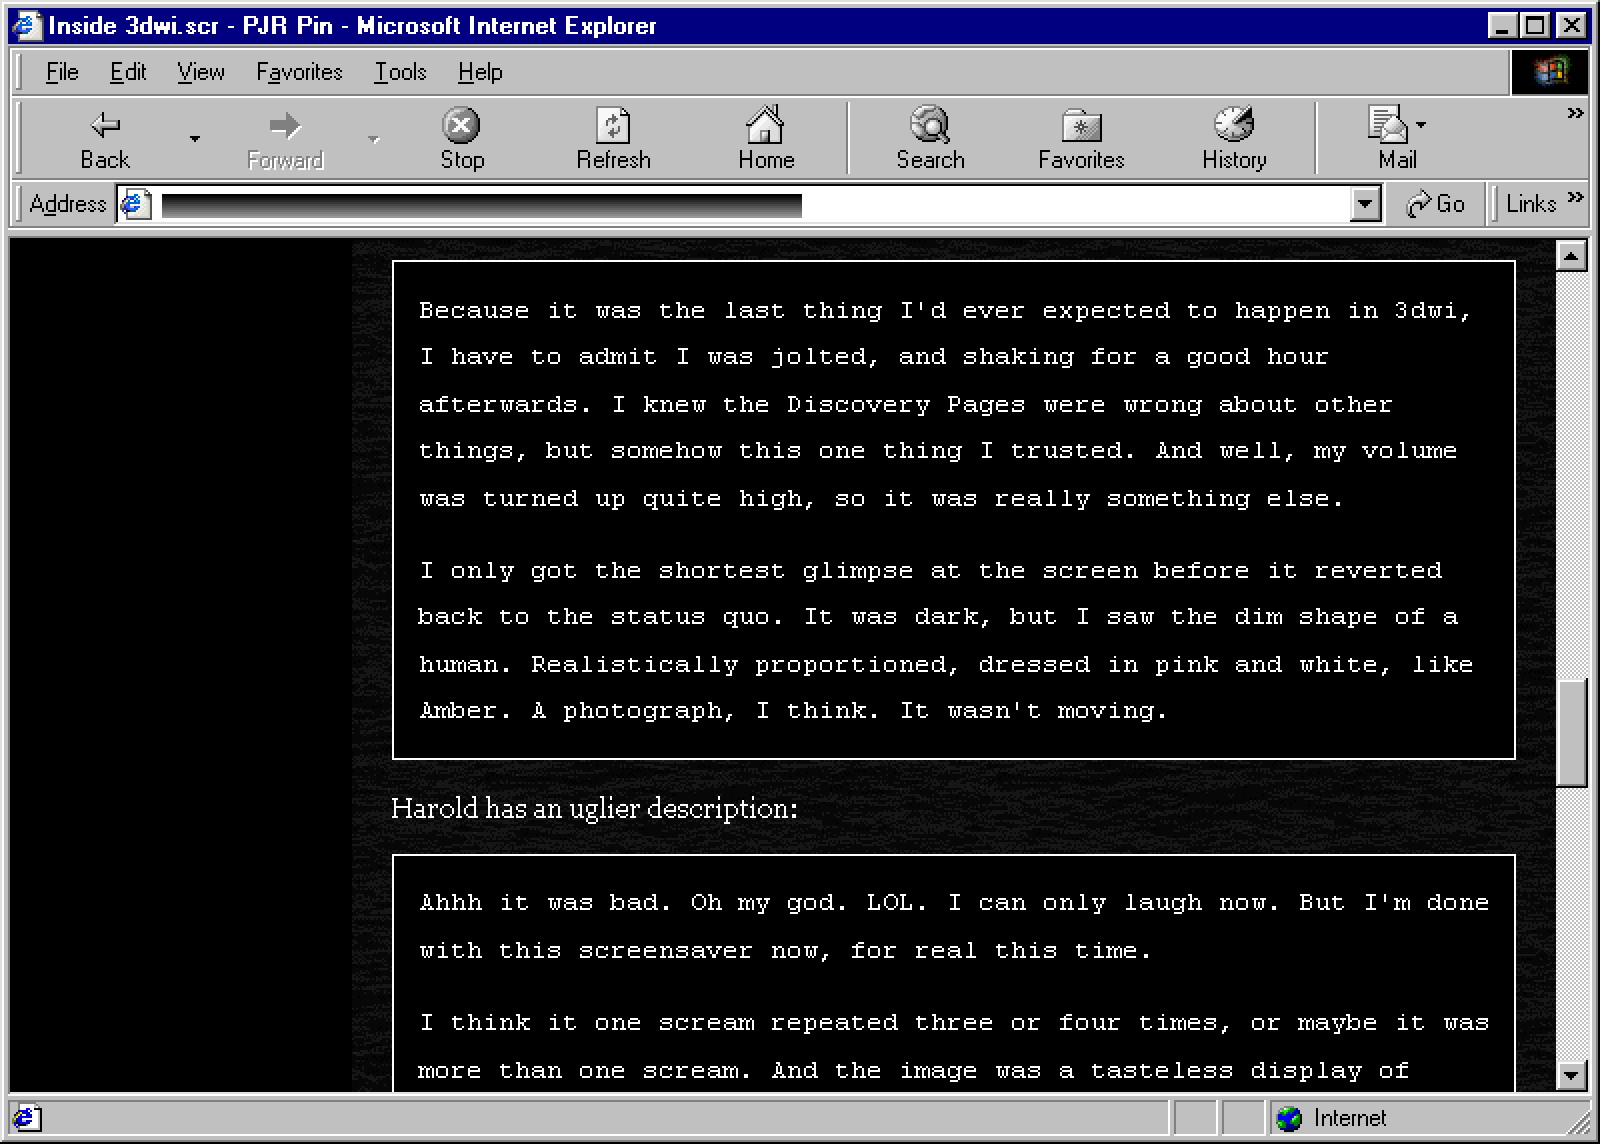 Inside 3dwi.scr - PJR Pin - Microsoft Internet Explorer
File Edit View Favorites Tools Help
Back Forward Stop Refresh Home Search Favorites History Mail »
Address Go Links »
Because it was the last thing I'd ever expected to happen in 3dwi,
I have to admit I was jolted, and shaking for a good hour
afterwards. I knew the Discovery Pages were wrong about other
things, but somehow this one thing I trusted. And well, my volume
was turned up quite high, so it was really something else.
I only got the shortest glimpse at the screen before it reverted
back to the status quo. It was dark, but I saw the dim shape of a
human. Realistically proportioned, dressed in pink and white, like
Amber. A photograph, I think. It wasn't moving.
Harold has an uglier description:
Ahhh it was bad. Oh my god. LOL. I can only laugh now. But I'm done
with this screensaver now, for real this time.
I think it one scream repeated three or four times, or maybe it was
more than one scream. And the image was a tasteless display of
Internet